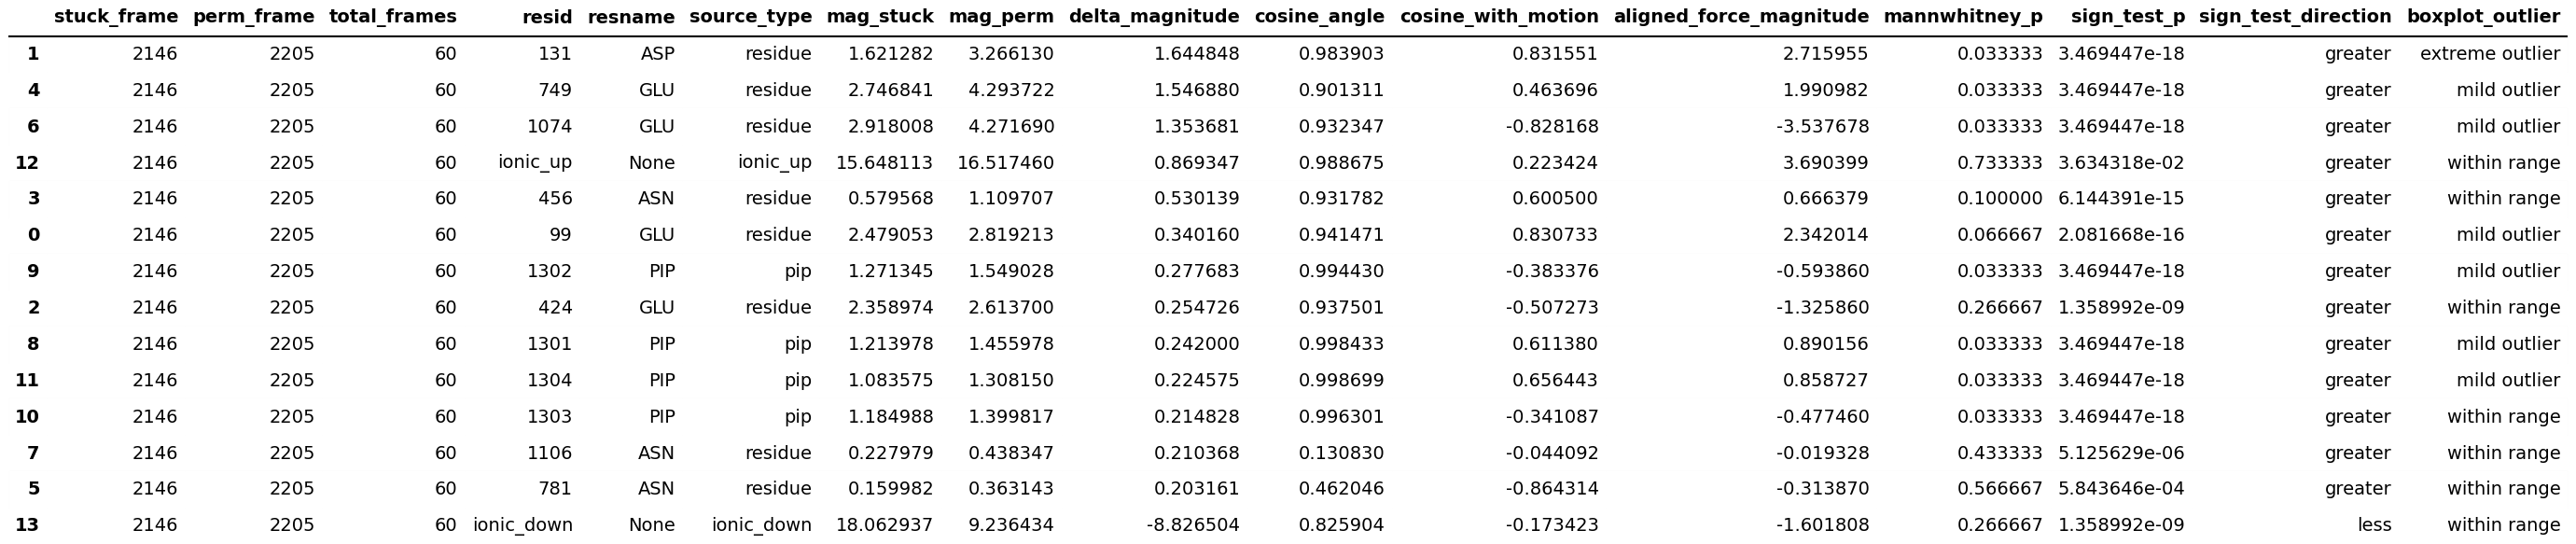 stuck_frame perm_frame total_frames resid resname source_type mag_stuck mag_perm delta_magnitude cosine_angle cosine_with_motion aligned_force_magnitude mannwhitney_p sign_test_p sign_test_direction boxplot_outlier
1 2146 2205 60 131 ASP residue 1.621282 3.266130 1.644848 0.983903 0.831551 2.715955 0.033333 3.469447e-18 greater extreme outlier
4 2146 2205 60 749 GLU residue 2.746841 4.293722 1.546880 0.901311 0.463696 1.990982 0.033333 3.469447e-18 greater mild outlier
6 2146 2205 60 1074 GLU residue 2.918008 4.271690 1.353681 0.932347 -0.828168 -3.537678 0.033333 3.469447e-18 greater mild outlier
12 2146 2205 60 ionic_up None ionic_up 15.648113 16.517460 0.869347 0.988675 0.223424 3.690399 0.733333 3.634318e-02 greater within range
3 2146 2205 60 456 ASN residue 0.579568 1.109707 0.530139 0.931782 0.600500 0.666379 0.100000 6.144391e-15 greater within range
0 2146 2205 60 99 GLU residue 2.479053 2.819213 0.340160 0.941471 0.830733 2.342014 0.066667 2.081668e-16 greater mild outlier
9 2146 2205 60 1302 PIP pip 1.271345 1.549028 0.277683 0.994430 -0.383376 -0.593860 0.033333 3.469447e-18 greater mild outlier
2 2146 2205 60 424 GLU residue 2.358974 2.613700 0.254726 0.937501 -0.507273 -1.325860 0.266667 1.358992e-09 greater within range
8 2146 2205 60 1301 PIP pip 1.213978 1.455978 0.242000 0.998433 0.611380 0.890156 0.033333 3.469447e-18 greater mild outlier
11 2146 2205 60 1304 PIP pip 1.083575 1.308150 0.224575 0.998699 0.656443 0.858727 0.033333 3.469447e-18 greater mild outlier
10 2146 2205 60 1303 PIP pip 1.184988 1.399817 0.214828 0.996301 -0.341087 -0.477460 0.033333 3.469447e-18 greater within range
7 2146 2205 60 1106 ASN residue 0.227979 0.438347 0.210368 0.130830 -0.044092 -0.019328 0.433333 5.125629e-06 greater within range
5 2146 2205 60 781 ASN residue 0.159982 0.363143 0.203161 0.462046 -0.864314 -0.313870 0.566667 5.843646e-04 greater within range
13 2146 2205 60 ionic_down None ionic_down 18.062937 9.236434 -8.826504 0.825904 -0.173423 -1.601808 0.266667 1.358992e-09 less within range